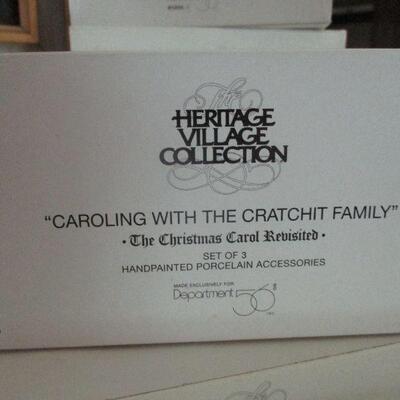 The
HERITAGE
VILLAGE
COLLECTION
"CAROLING WITH THE CRATCHIT FAMILY"
• The Christmas Carol Revisited •
SET OF 3
HANDPAINTED PORCELAIN ACCESSORIES
MADE EXCLUSIVELY FOR
Department 56